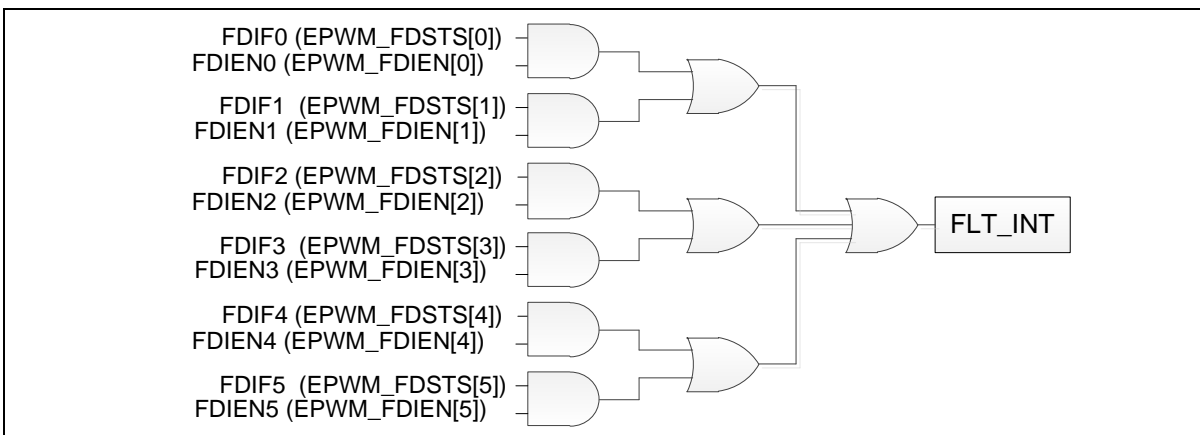 FDIF0 (EPWM_FDSTS[0])
FDIEN0 (EPWM_FDIEN[0])
FDIF1 (EPWM_FDSTS[1])
FDIEN1 (EPWM_FDIEN[1])
FDIF2 (EPWM_FDSTS[2])
FDIEN2 (EPWM_FDIEN[2])
FDIF3 (EPWM_FDSTS[3])
FDIEN3 (EPWM_FDIEN[3])
FDIF4 (EPWM_FDSTS[4])
FDIEN4 (EPWM_FDIEN[4])
FDIF5 (EPWM_FDSTS[5])
FDIEN5 (EPWM_FDIEN[5])
FLT_INT